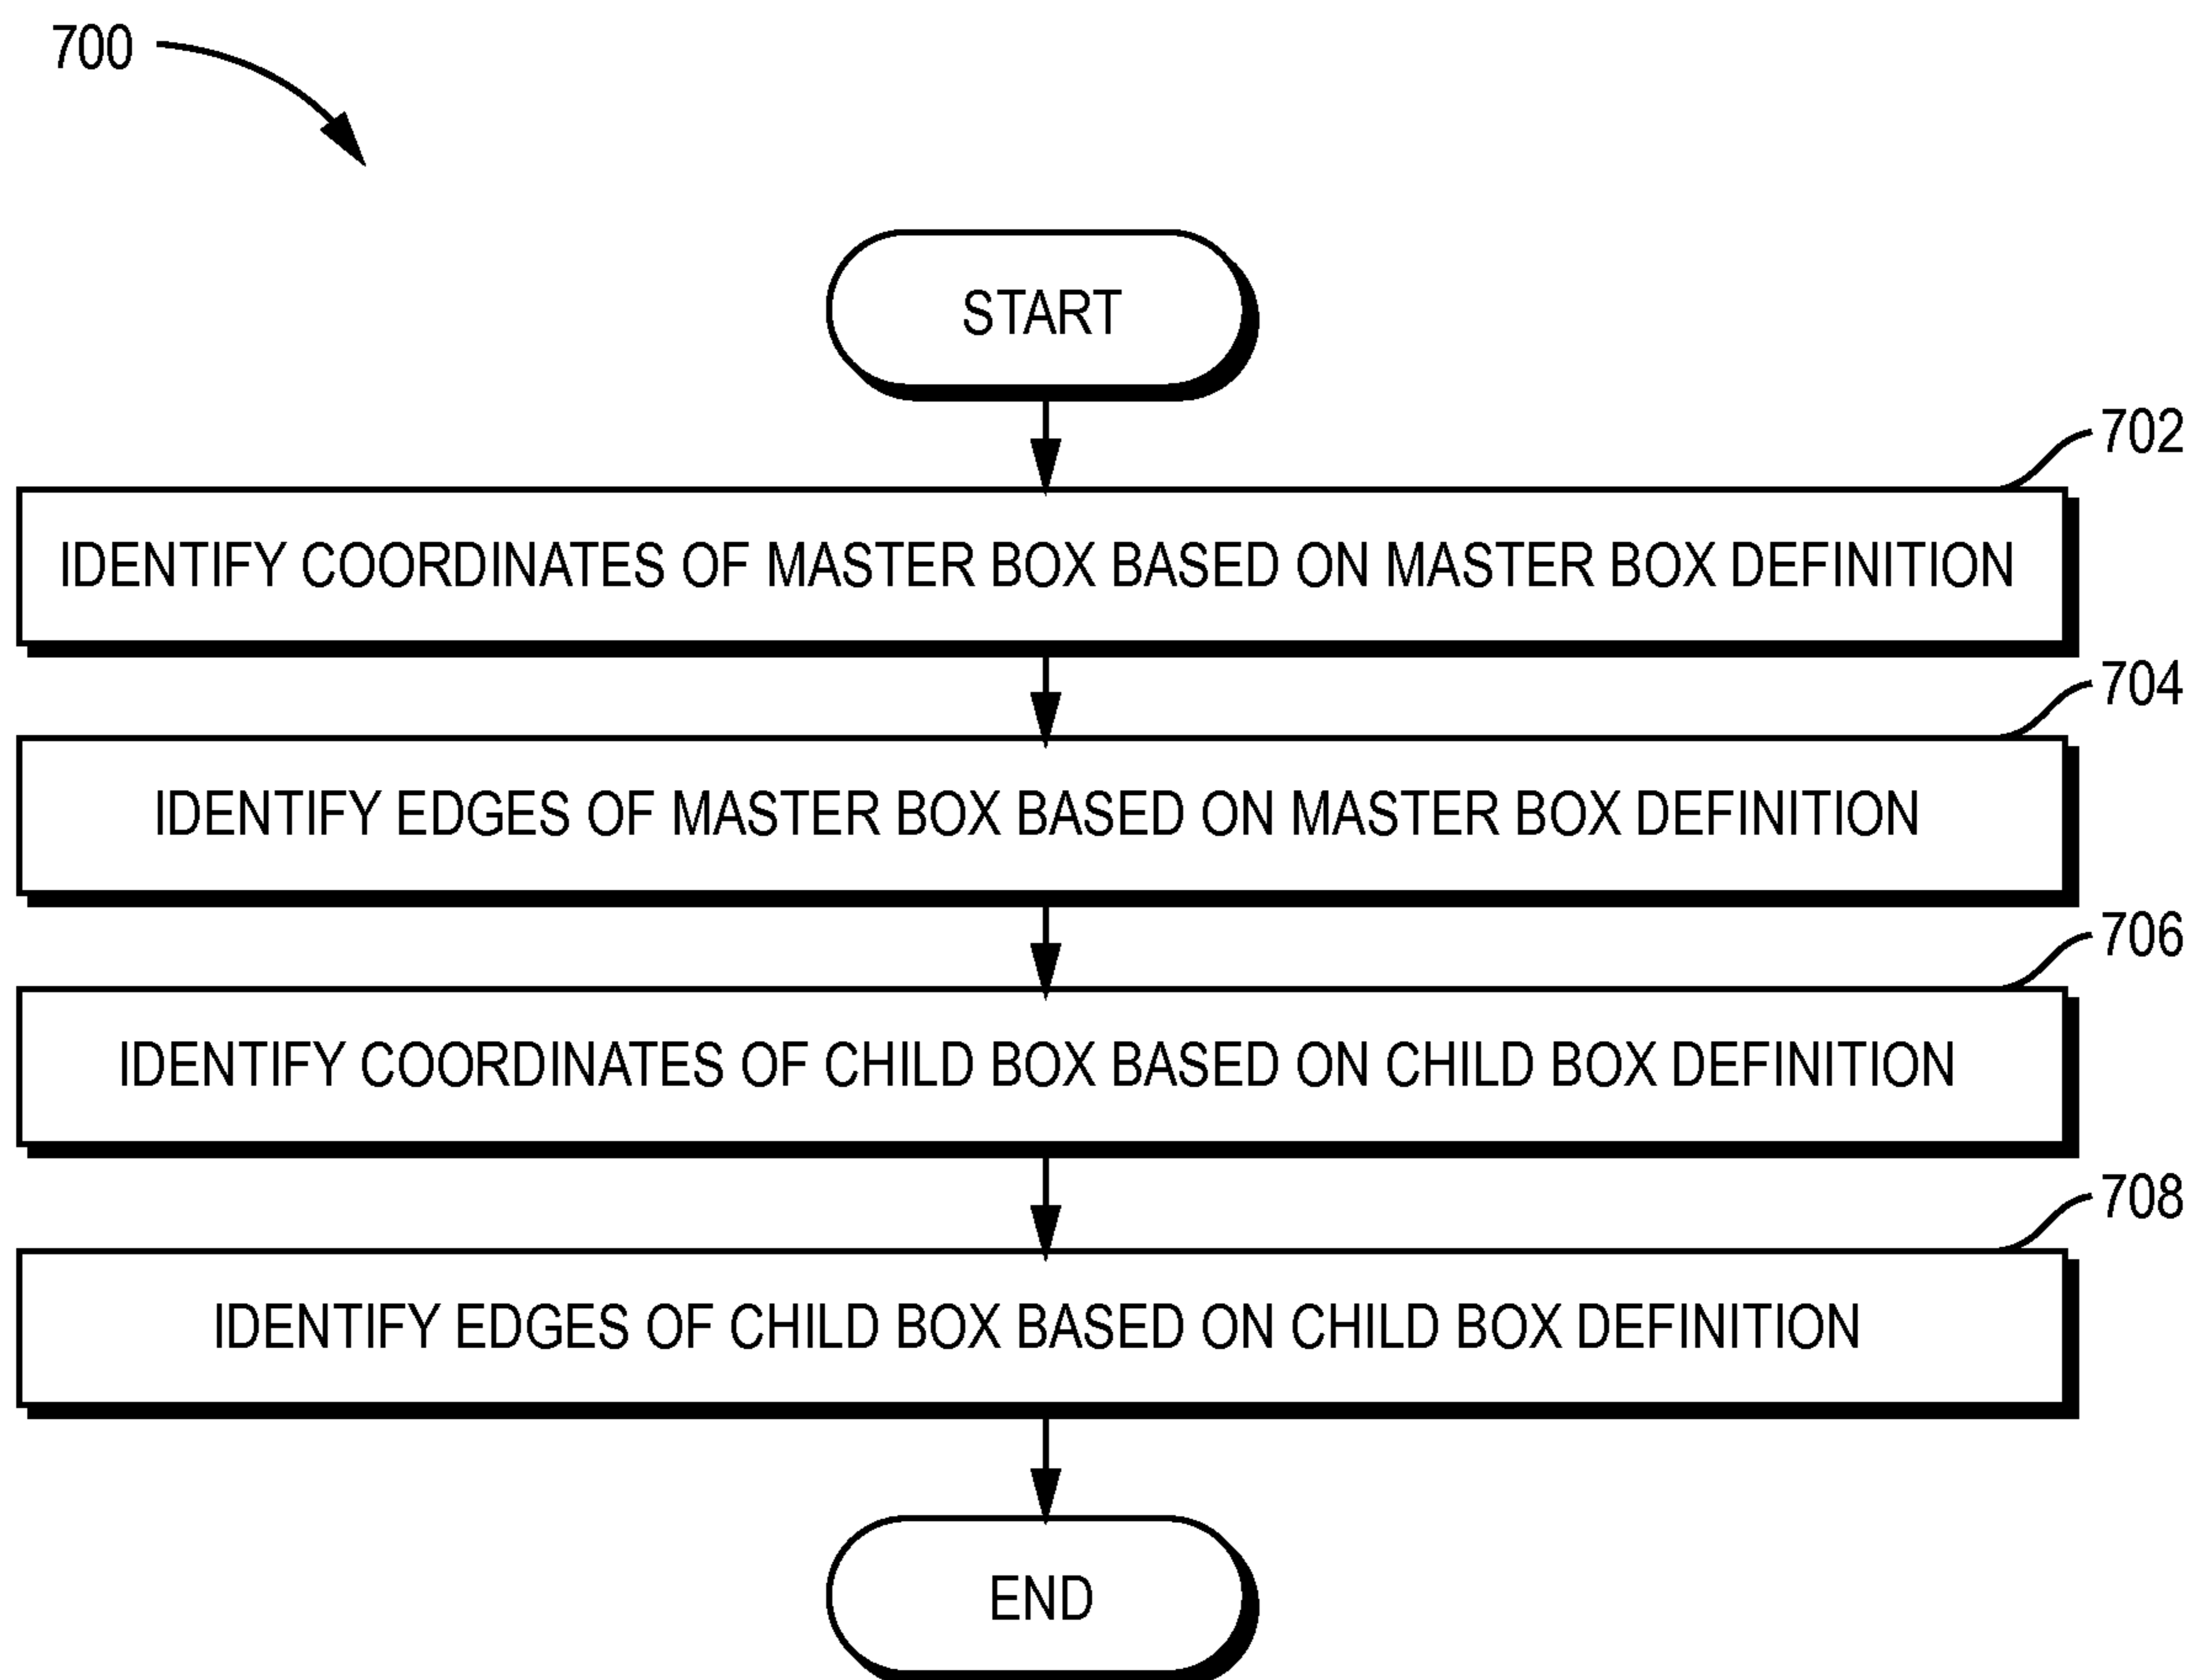 700
START
702
IDENTIFY COORDINATES OF MASTER BOX BASED ON MASTER BOX DEFINITION
704
IDENTIFY EDGES OF MASTER BOX BASED ON MASTER BOX DEFINITION
706
IDENTIFY COORDINATES OF CHILD BOX BASED ON CHILD BOX DEFINITION
708
IDENTIFY EDGES OF CHILD BOX BASED ON CHILD BOX DEFINITION
END